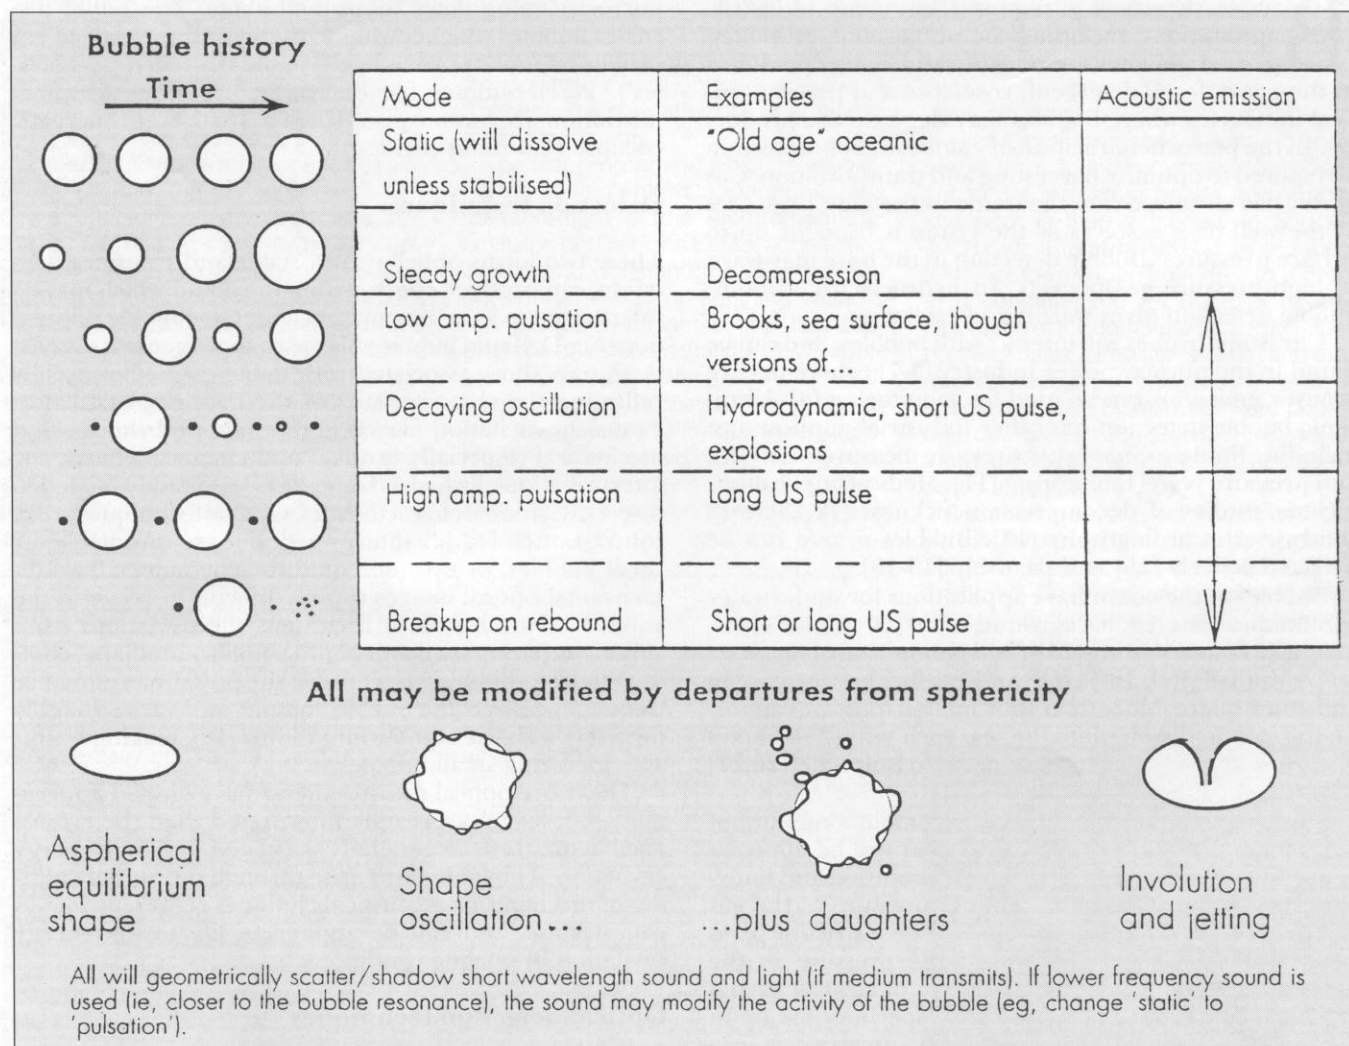 Bubble history
Time
Mode Examples Acoustic emission
Static (will dissolve "Old age" oceanic
unless stabilised)
Steady growth Decompression
Low amp. pulsation Brooks, sea surface, though
versions of...
Decaying oscillation Hydrodynamic, short US pulse,
explosions
High amp. pulsation Long US pulse
Breakup on rebound Short or long US pulse
All may be modified by departures from sphericity
Aspherical
equilibrium
shape
Shape
oscillation...
...plus daughters
Involution
and jetting
All will geometrically scatter/shadow short wavelength sound and light (if medium transmits). If lower frequency sound is
used (ie, closer to the bubble resonance), the sound may modify the activity of the bubble (eg, change 'static' to
'pulsation').